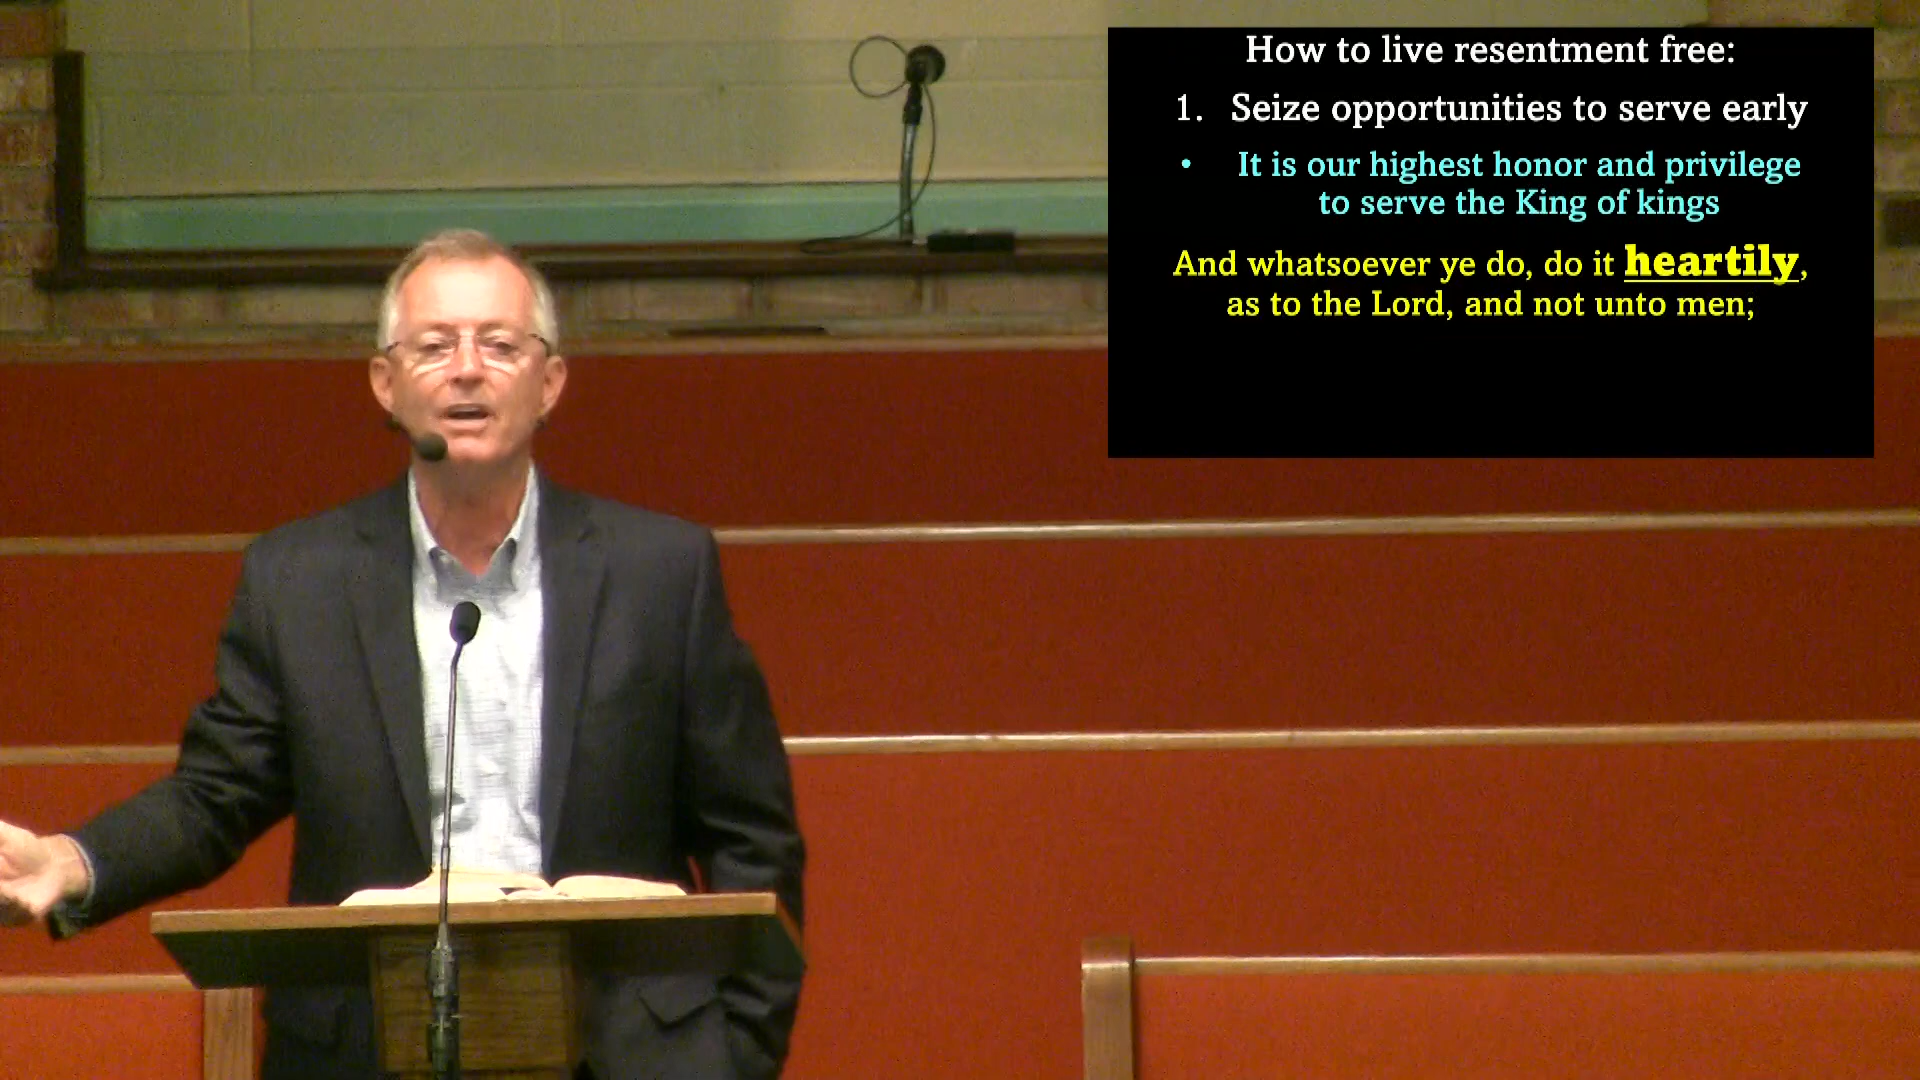 How to live resentment free:
1. Seize opportunities to serve early
• It is our highest honor and privilege
to serve the King of kings
And whatsoever ye do, do it heartily,
as to the Lord, and not unto men;